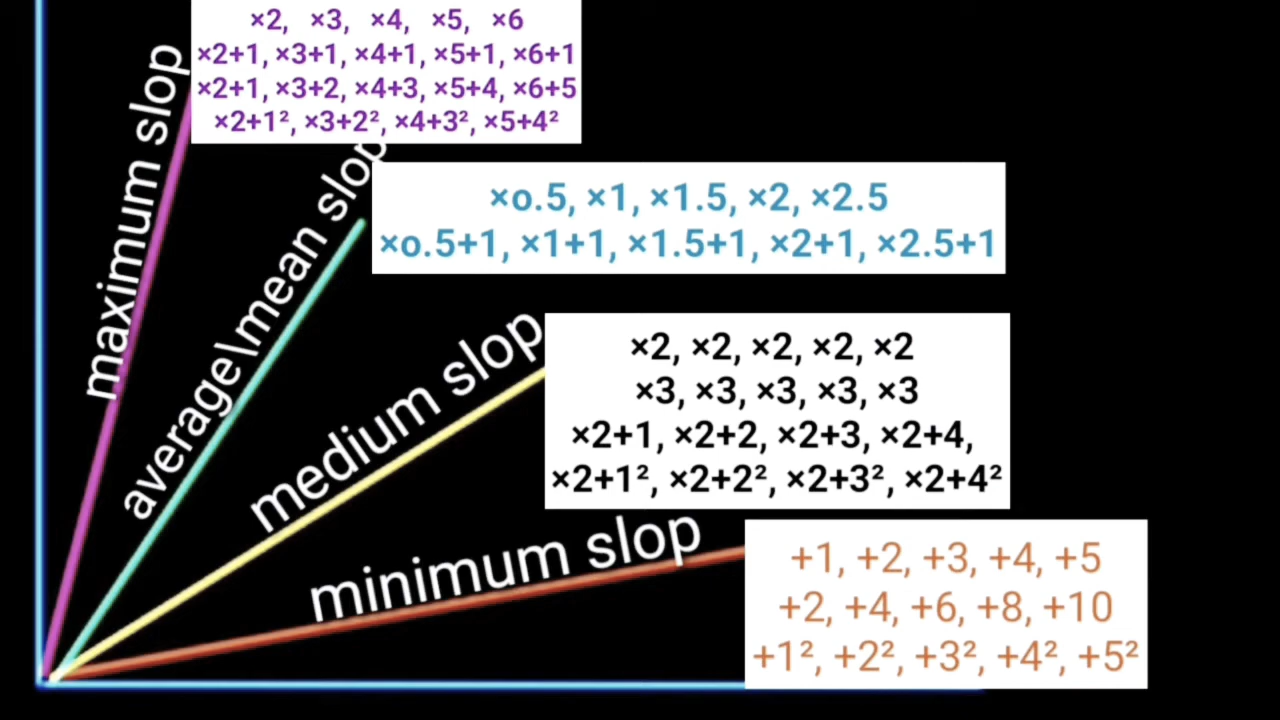 maximum slop
×2, ×3, ×4, ×5, ×6
×2+1, ×3+1, ×4+1, ×5+1, ×6+1
×2+1, ×3+2, ×4+3, ×5+4, ×6+5
×2+1², ×3+2², ×4+3², ×5+4²
average\mean slop
×o.5, ×1, ×1.5, ×2, ×2.5
×o.5+1, ×1+1, ×1.5+1, ×2+1, ×2.5+1
medium slop
×2, ×2, ×2, ×2, ×2
×3, ×3, ×3, ×3, ×3
×2+1, ×2+2, ×2+3, ×2+4,
×2+1², ×2+2², ×2+3², ×2+4²
minimum slop
+1, +2, +3, +4, +5
+2, +4, +6, +8, +10
+1², +2², +3², +4², +5²